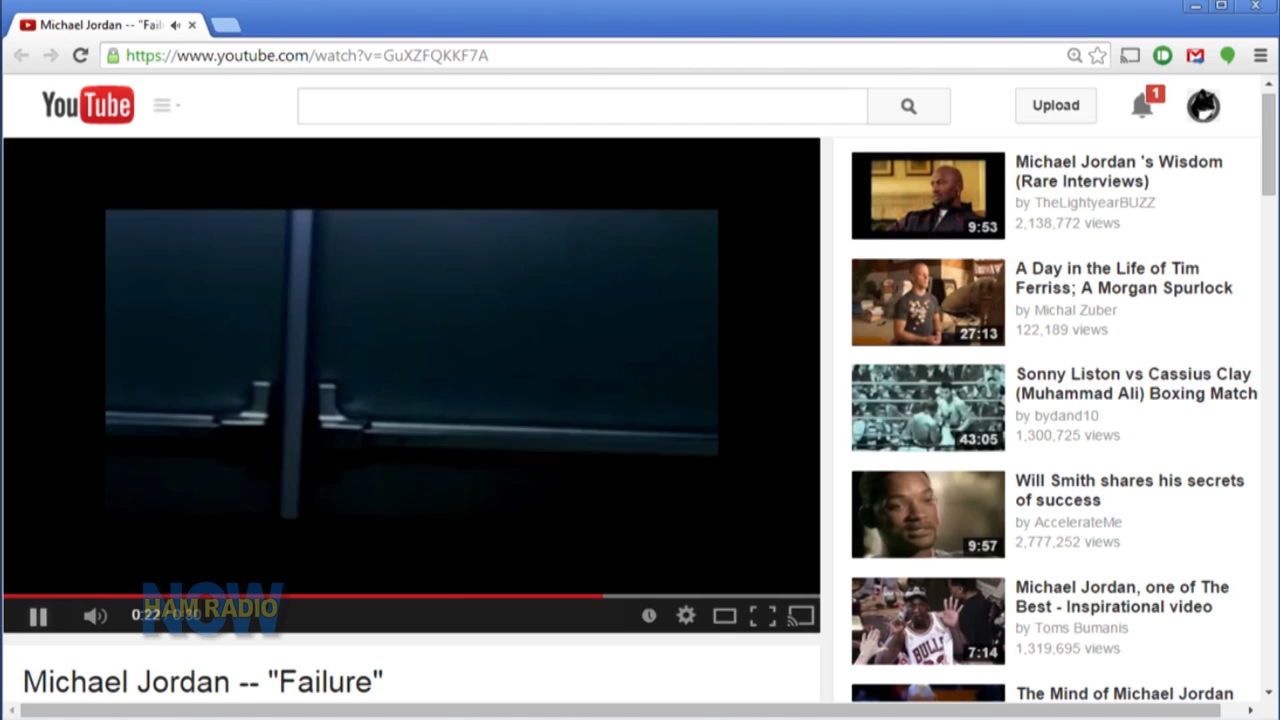 Michael Jordan -- "Fail
https://www.youtube.com/watch?v=GuXZFQKKF7A
YouTube
Upload
1
Michael Jordan 's Wisdom
(Rare Interviews)
by TheLightyearBUZZ
2,138,772 views
9:53
A Day in the Life of Tim
Ferriss; A Morgan Spurlock
by Michal Zuber
122,189 views
27:13
Sonny Liston vs Cassius Clay
(Muhammad Ali) Boxing Match
by bydand10
1,300,725 views
43:05
Will Smith shares his secrets
of success
by AccelerateMe
2,777,252 views
9:57
Michael Jordan, one of The
Best - Inspirational video
by Toms Bumanis
1,319,695 views
BULLS
7:14
The Mind of Michael Jordan
0:22
HAM RADIO
NOW
Michael Jordan -- "Failure"